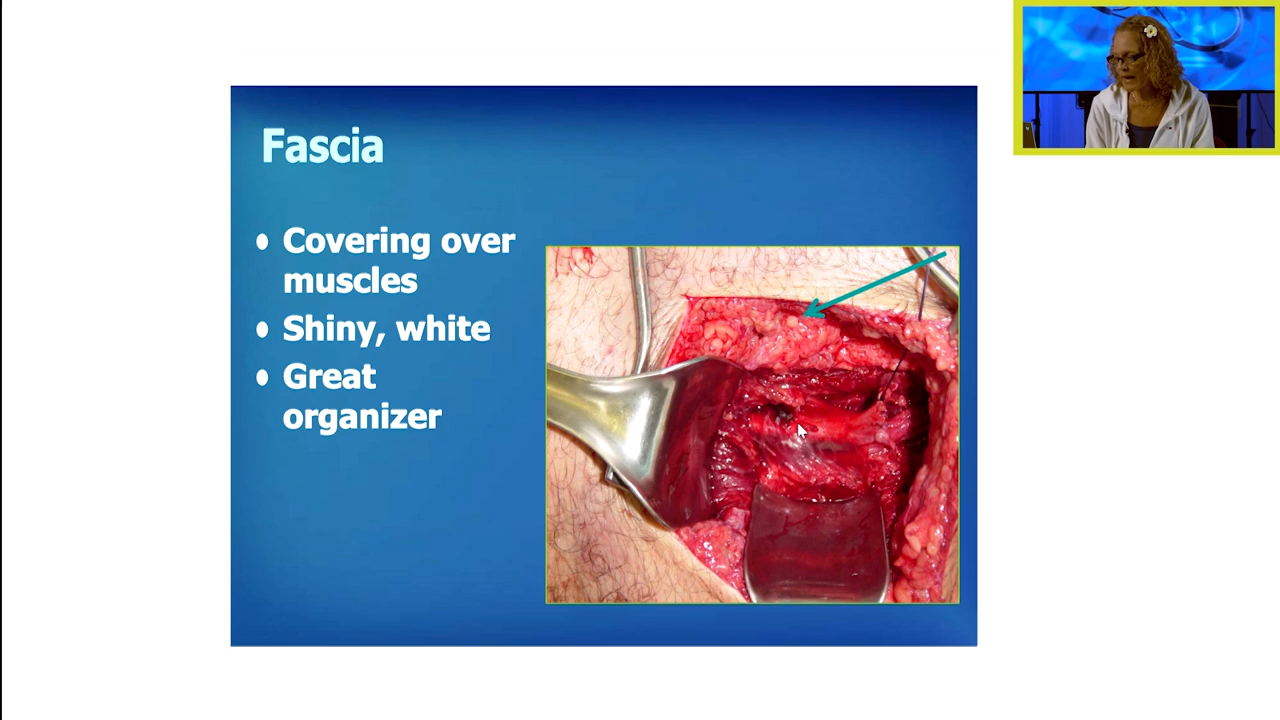 Fascia
Covering over
muscles
Shiny, white
Great
organizer